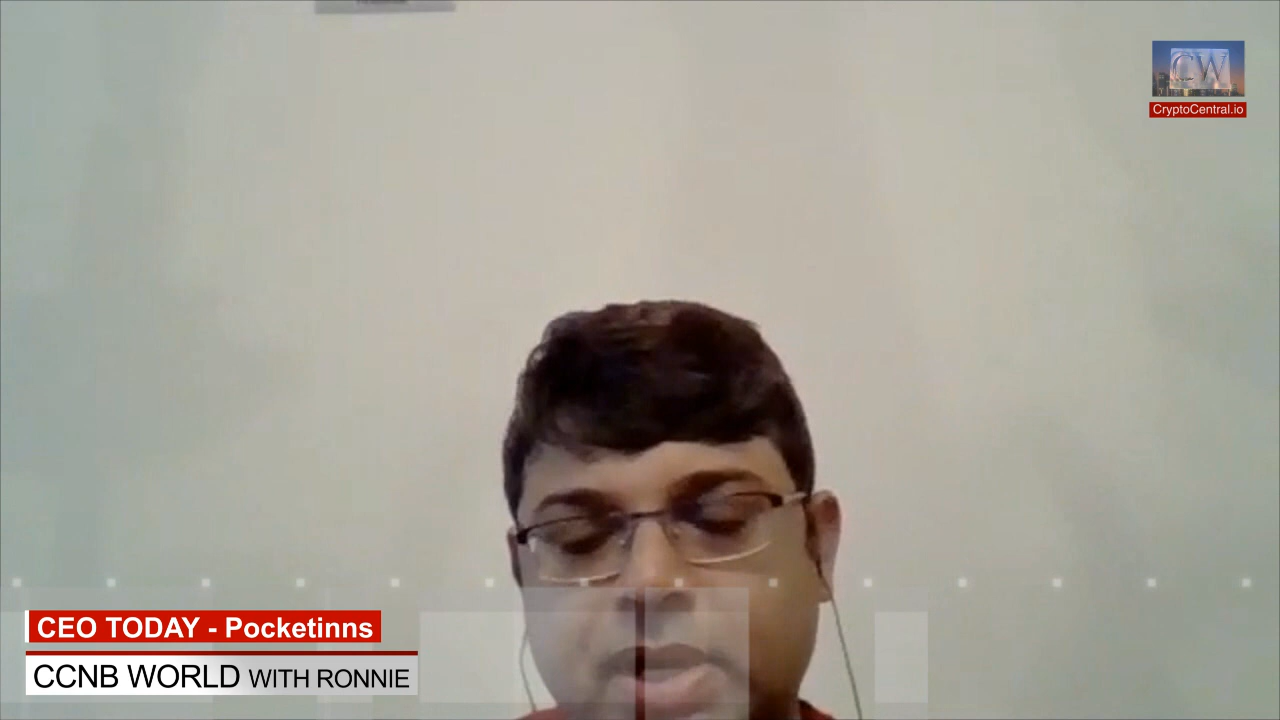 CW
CryptoCentral.io
CEO TODAY - Pocketinns
CCNB WORLD WITH RONNIE